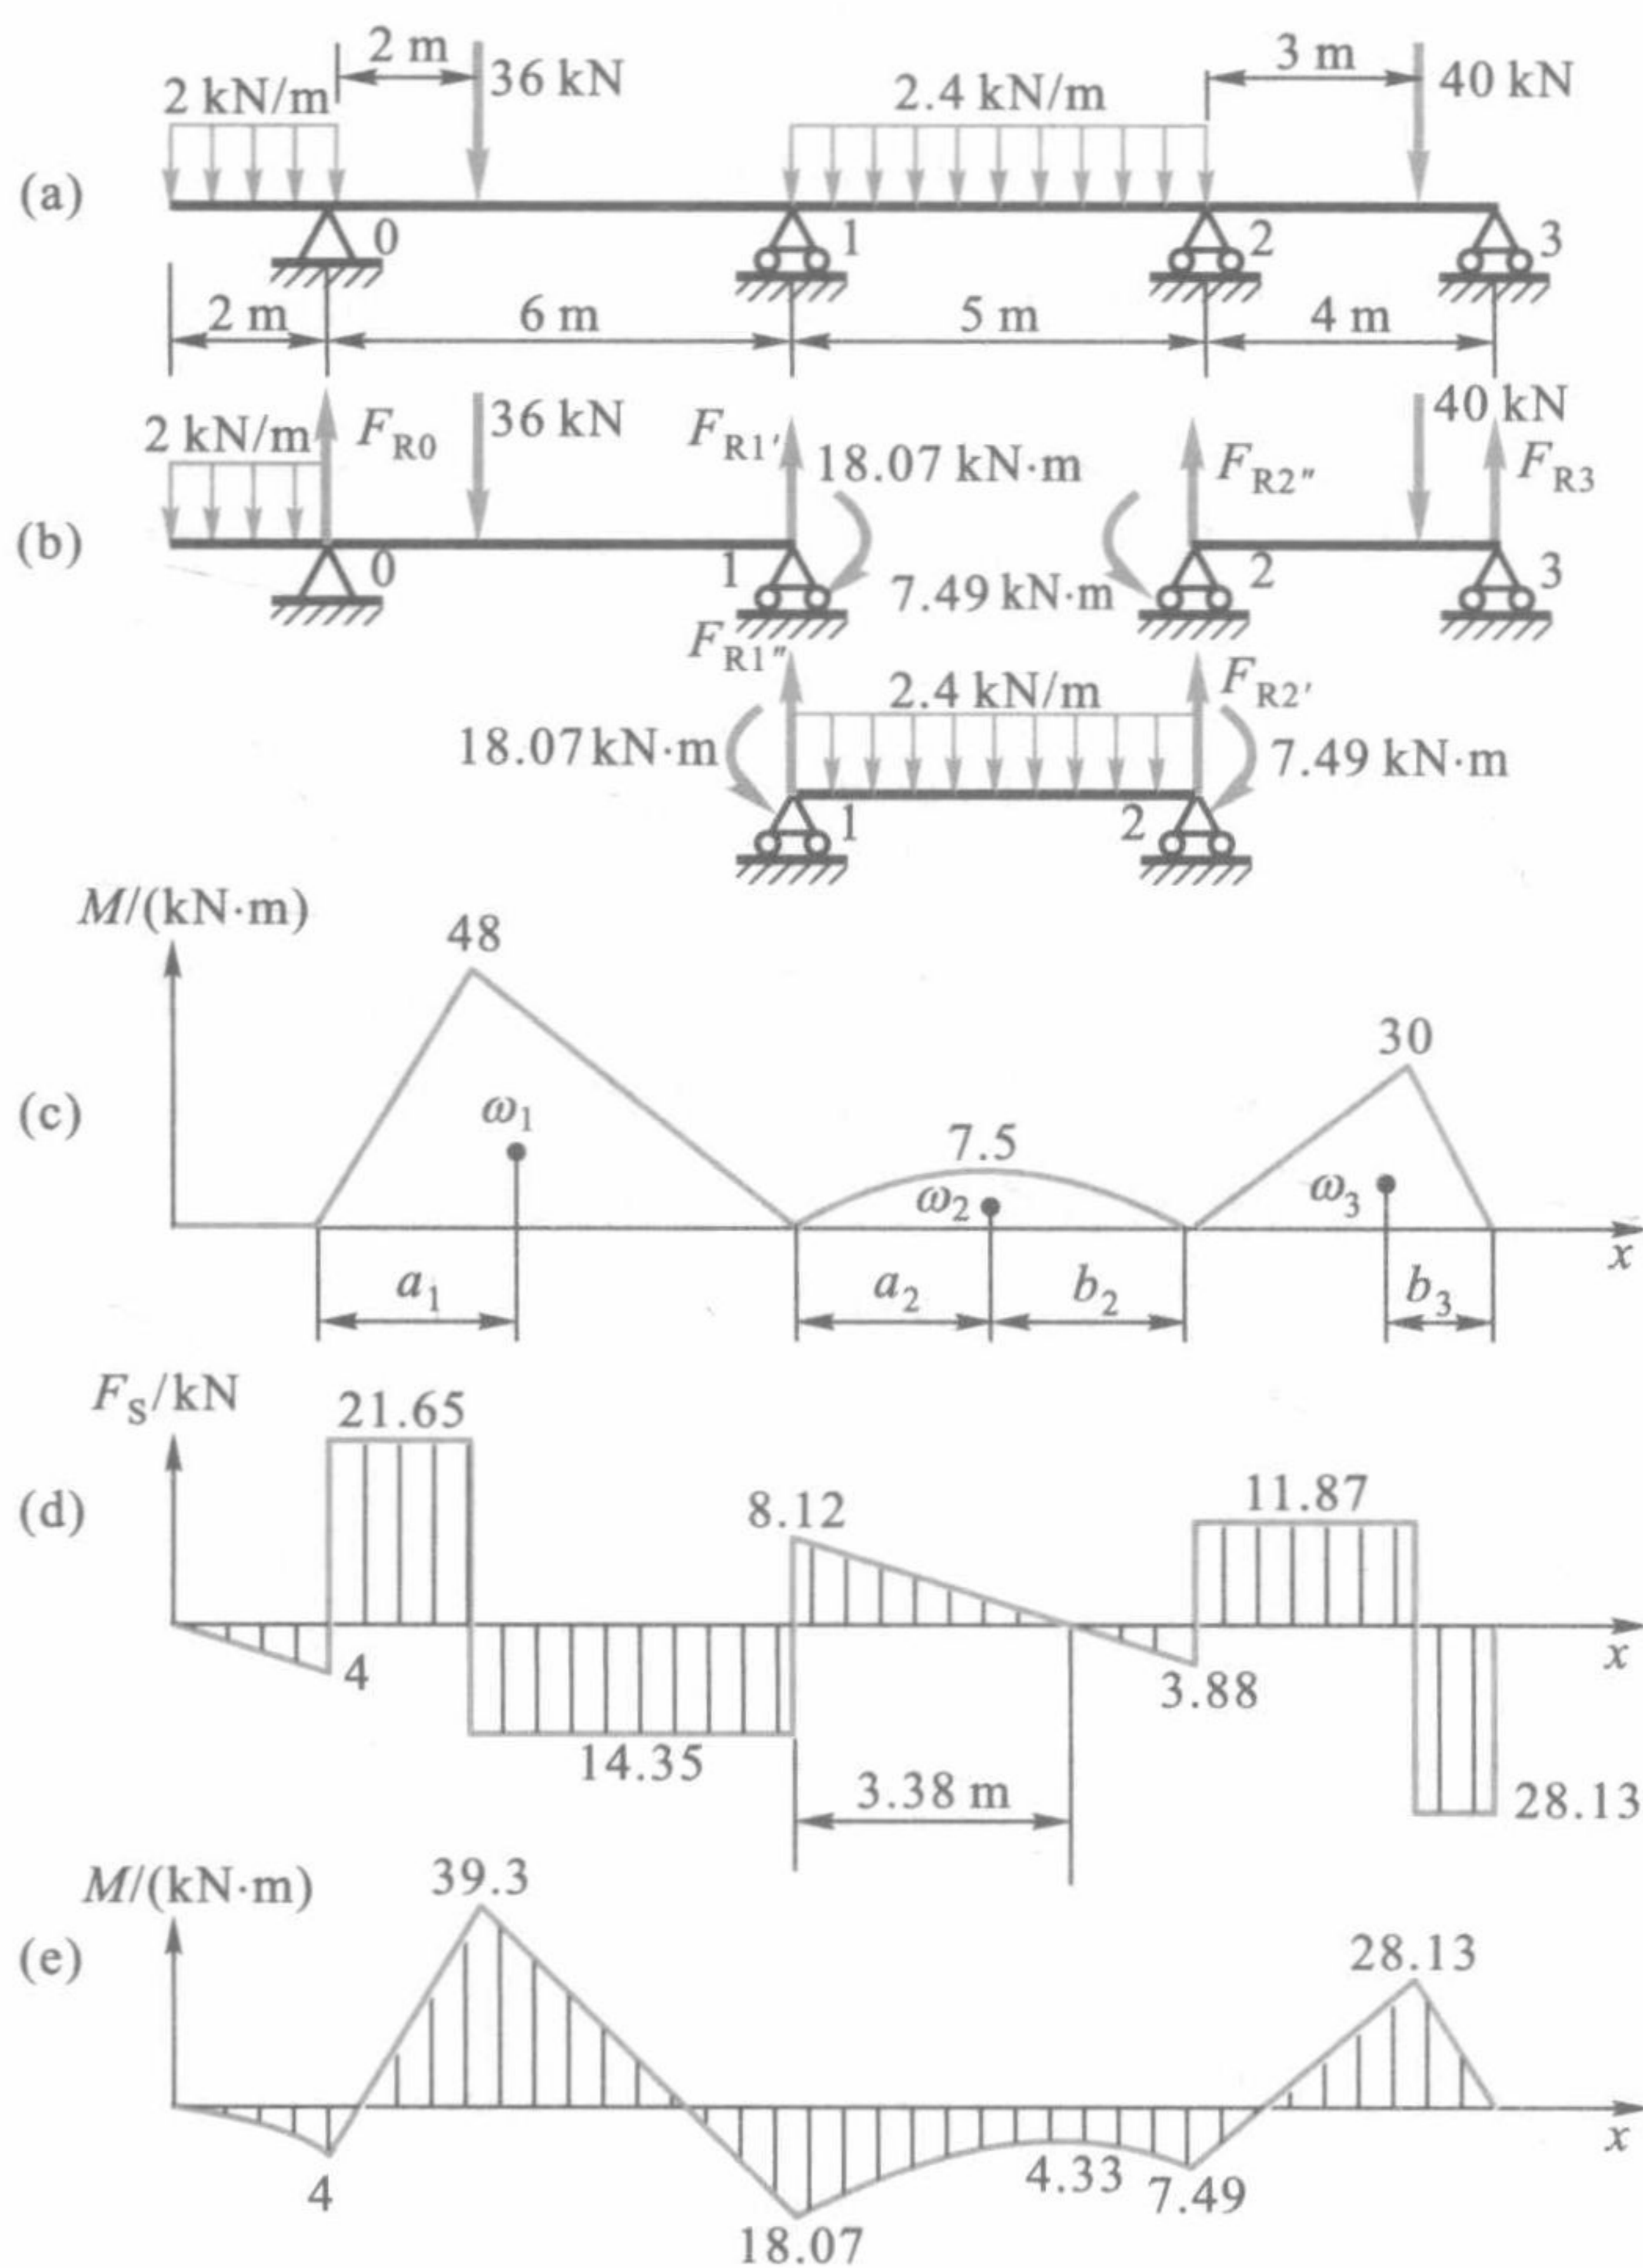 2 m
36 kN
3 m
40 kN
2 kN/m
2.4 kN/m
(a)
0
1
2
3
2 m
6 m
5 m
4 m
2 kN/m
F_R0
36 kN
F_R1′
18.07 kN·m
F_R2″
40 kN
F_R3
(b)
0
1
7.49 kN·m
2
3
F_R1″
2.4 kN/m
F_R2′
18.07 kN·m
7.49 kN·m
1
2
M/(kN·m)
48
30
(c)
ω₁
7.5
ω₂
ω₃
x
a₁
a₂
b₂
b₃
F_S/kN
21.65
(d)
8.12
11.87
x
4
3.88
14.35
3.38 m
28.13
M/(kN·m)
39.3
(e)
28.13
x
4
4.33
7.49
18.07